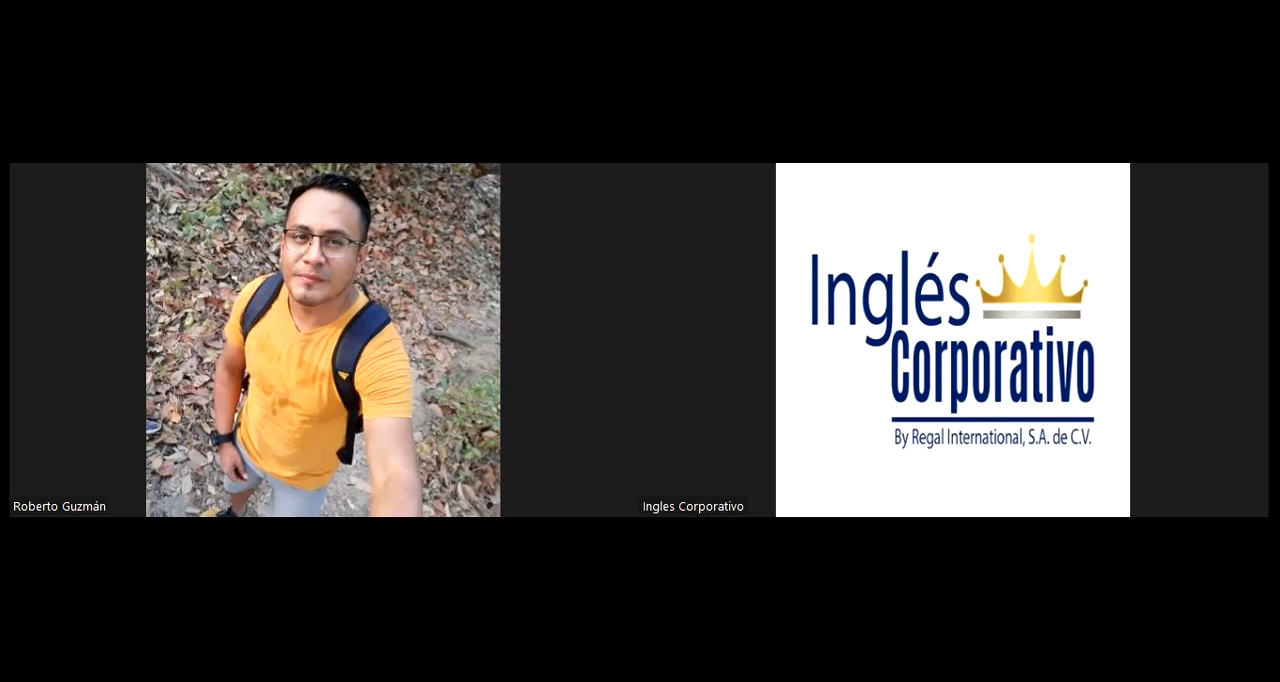 Roberto Guzmán
Inglés
Corporativo
By Regal International, S.A. de C.V.
Ingles Corporativo